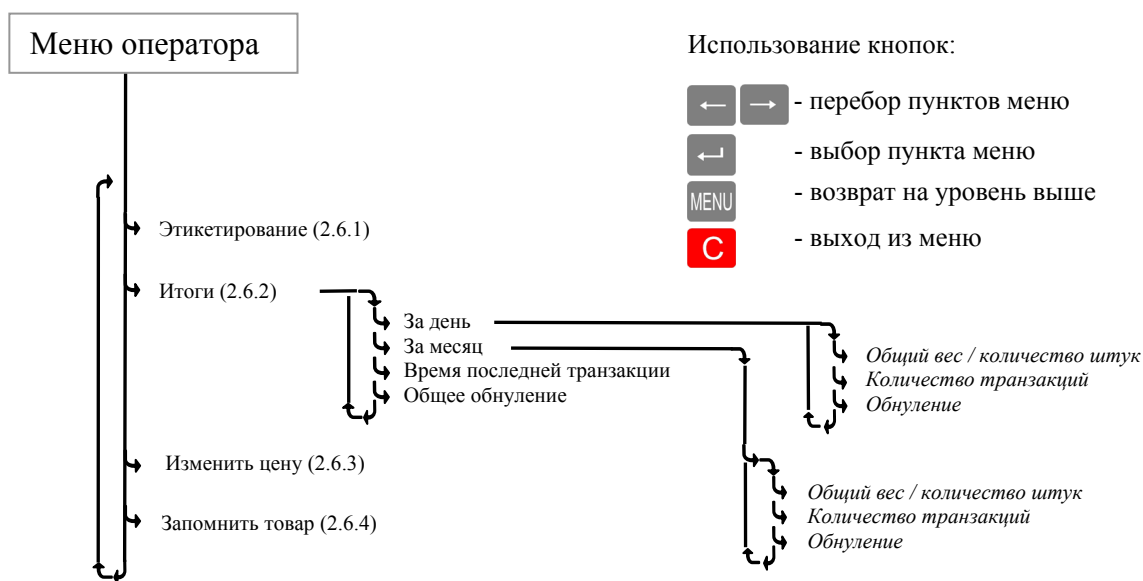 Меню оператора
Использование кнопок:
← → - перебор пунктов меню
- выбор пункта меню
MENU - возврат на уровень выше
C - выход из меню
Этикетирование (2.6.1)
Итоги (2.6.2)
За день
За месяц
Время последней транзакции
Общее обнуление
Общий вес / количество штук
Количество транзакций
Обнуление
Изменить цену (2.6.3)
Запомнить товар (2.6.4)
Общий вес / количество штук
Количество транзакций
Обнуление